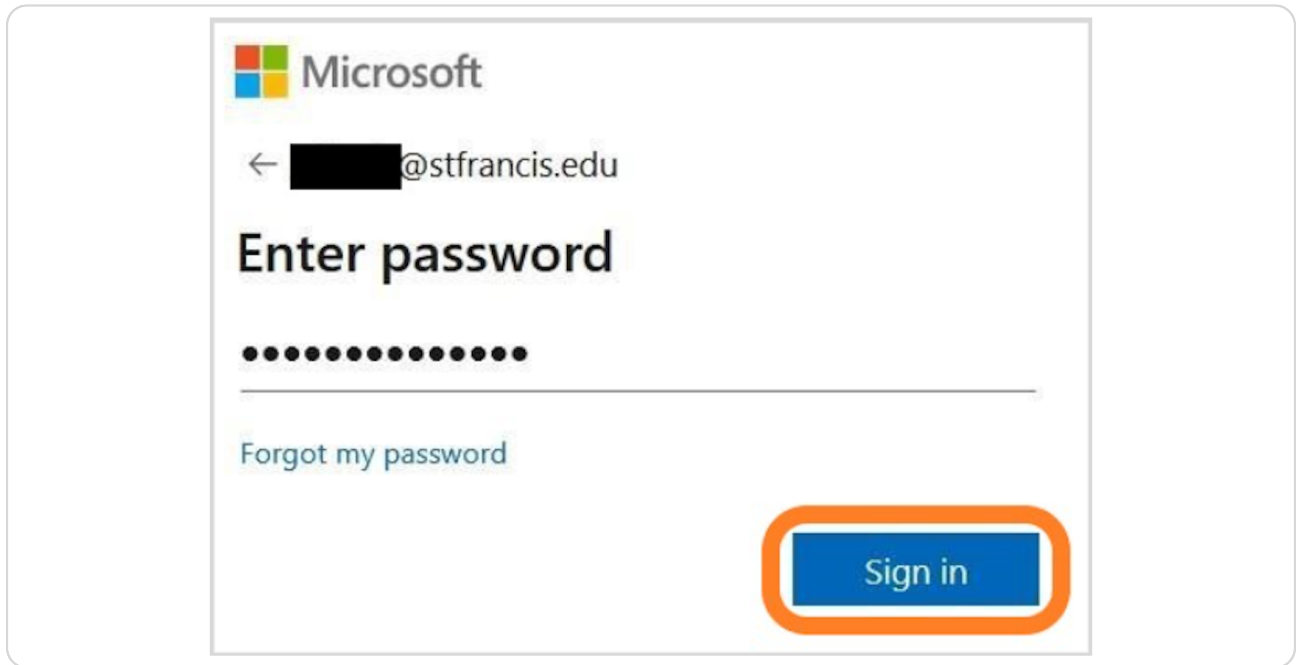 Microsoft
@stfrancis.edu
Enter password
••••••••••••••
Forgot my password
Sign in